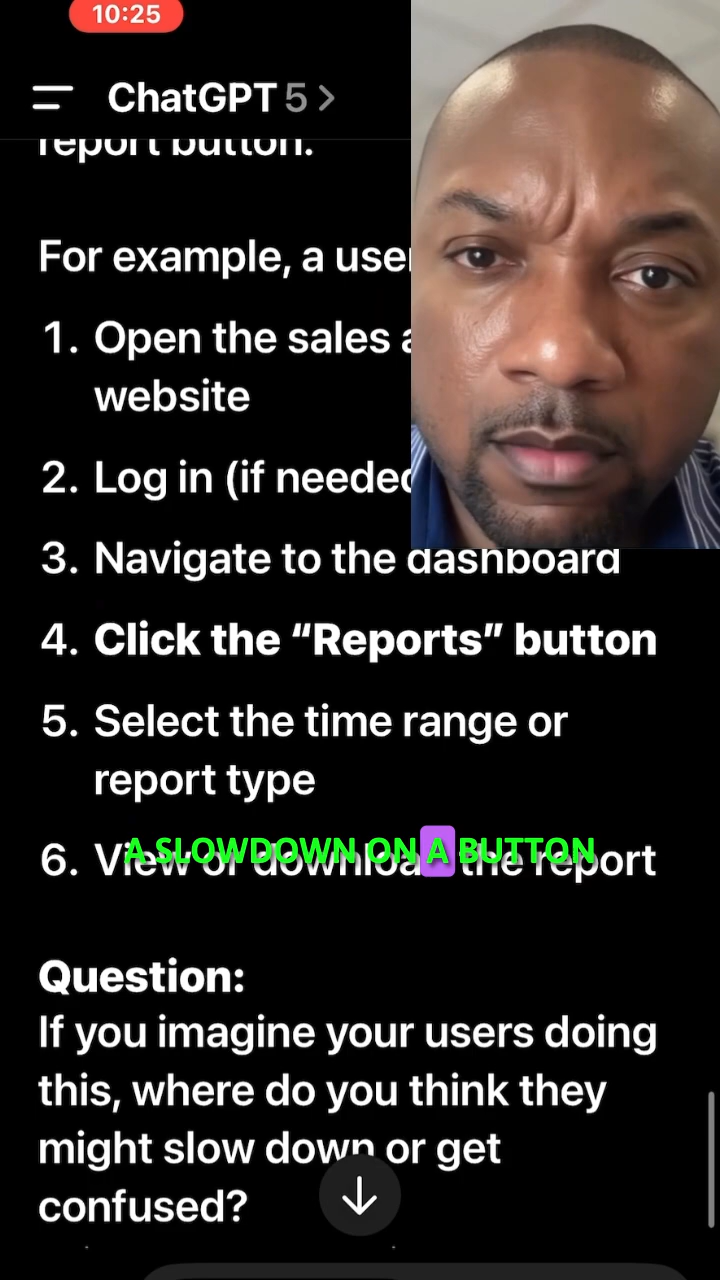 10:25
ChatGPT 5 >
report button.
For example, a user
1. Open the sales a
website
2. Log in (if needed
3. Navigate to the dashboard
4. Click the “Reports” button
5. Select the time range or
report type
A SLOWDOWN ON A BUTTON
6. View or download the report
Question:
If you imagine your users doing
this, where do you think they
might slow down or get
confused?